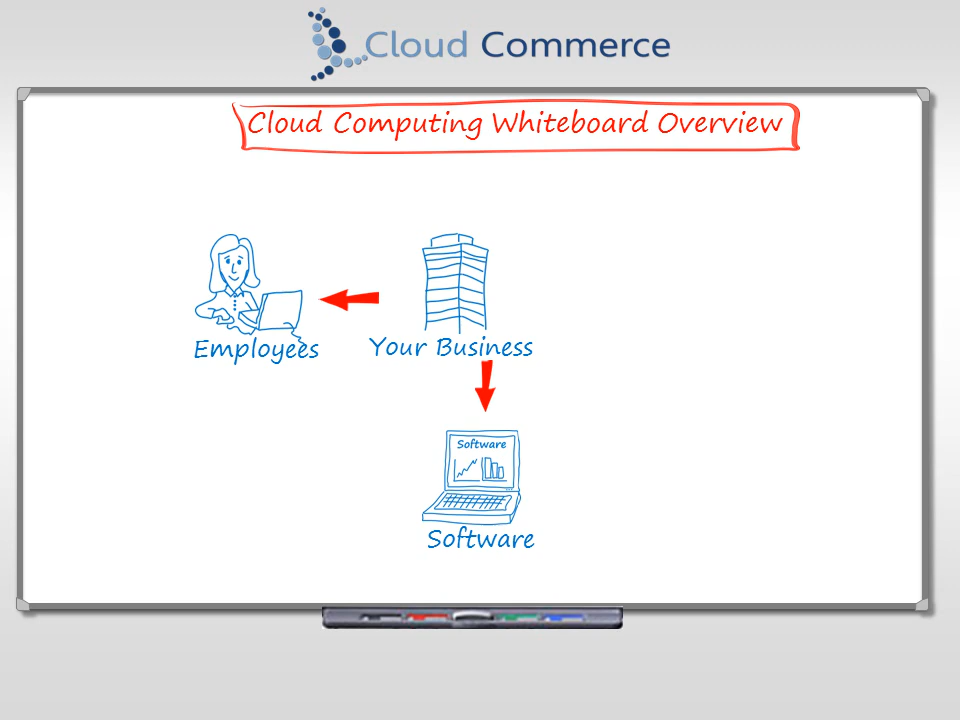 Cloud Commerce
Cloud Computing Whiteboard Overview
Employees
Your Business
Software
Software